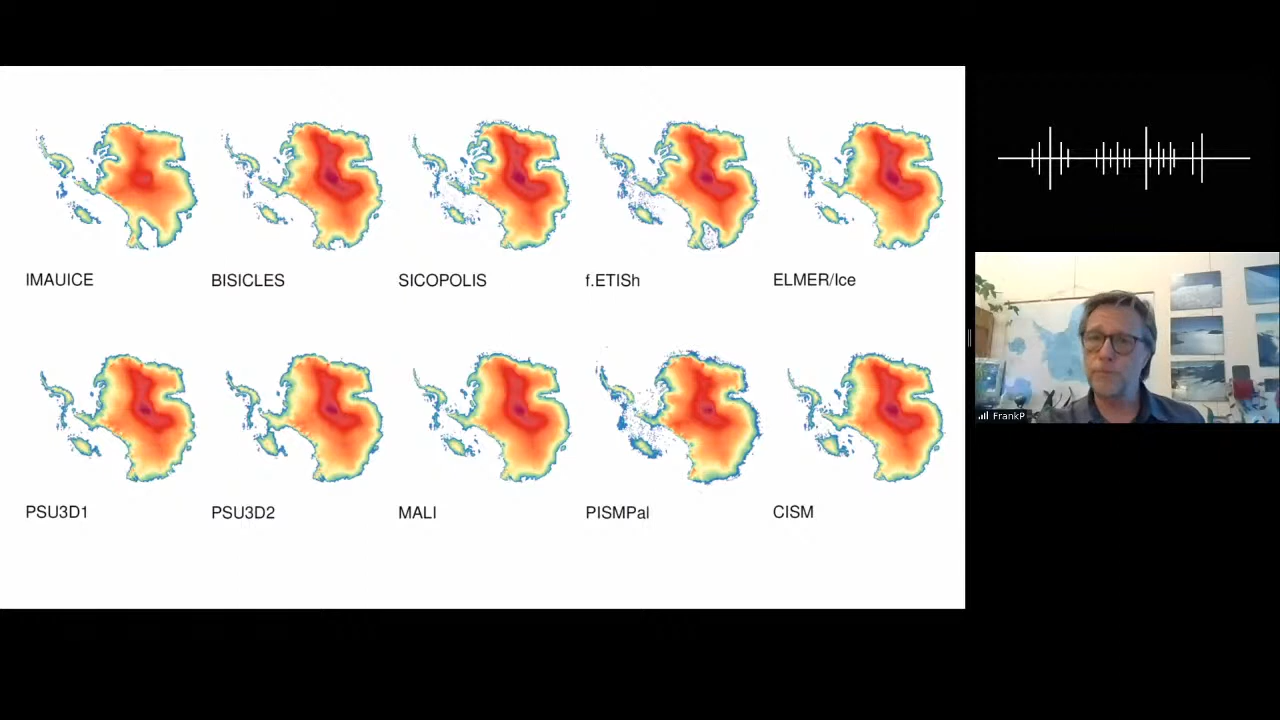 IMAUICE
BISICLES
SICOPOLIS
f.ETISh
ELMER/Ice
PSU3D1
PSU3D2
MALI
PISMPal
CISM
FrankP